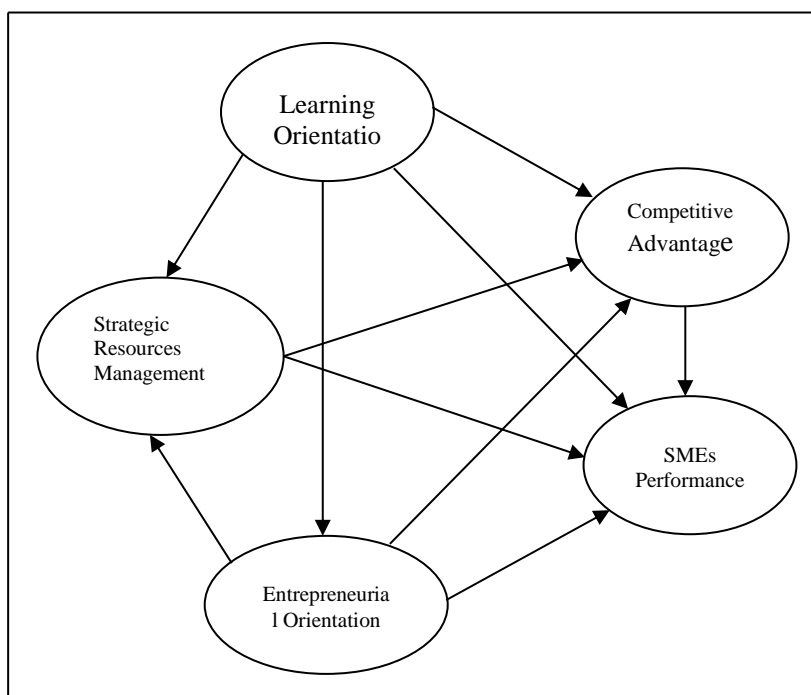 Learning
Orientatio
Competitive
Advantage
Strategic
Resources
Management
SMEs
Performance
Entrepreneuria
l Orientation